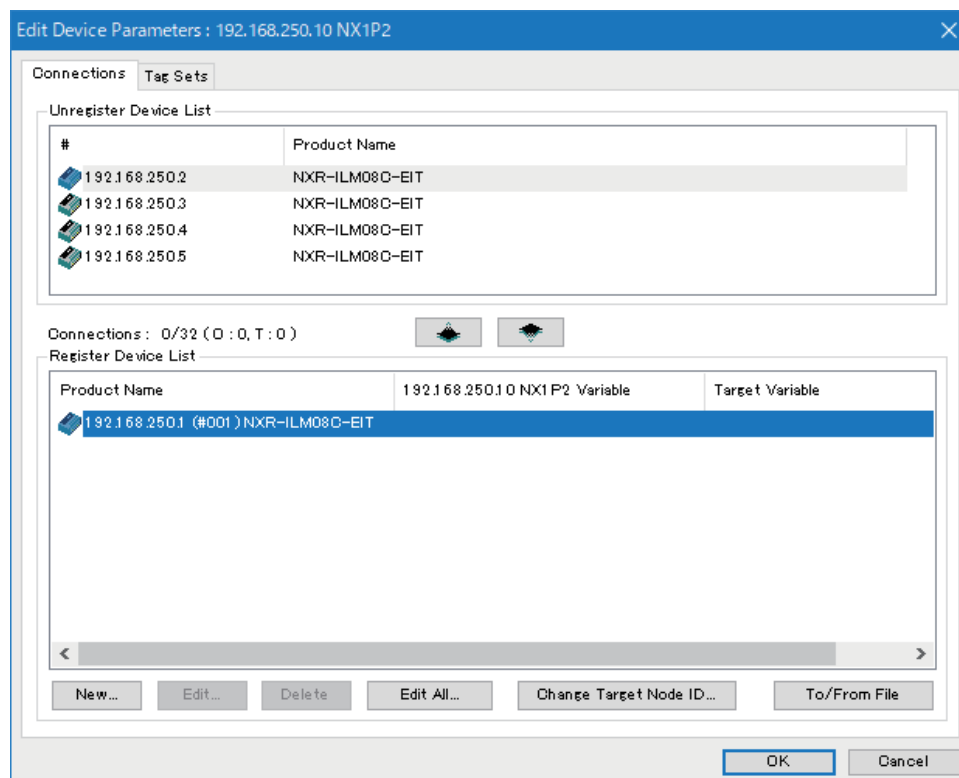 Edit Device Parameters : 192.168.250.10 NX1P2
Connections Tag Sets
Unregister Device List
# Product Name
192.168.250.2 NXR-ILM08C-EIT
192.168.250.3 NXR-ILM08C-EIT
192.168.250.4 NXR-ILM08C-EIT
192.168.250.5 NXR-ILM08C-EIT
Connections : 0/32 ( O : 0, T : 0 )
Register Device List
Product Name 192.168.250.10 NX1P2 Variable Target Variable
192.168.250.1 (#001) NXR-ILM08C-EIT
New... Edit... Delete Edit All... Change Target Node ID... To/From File
OK Cancel